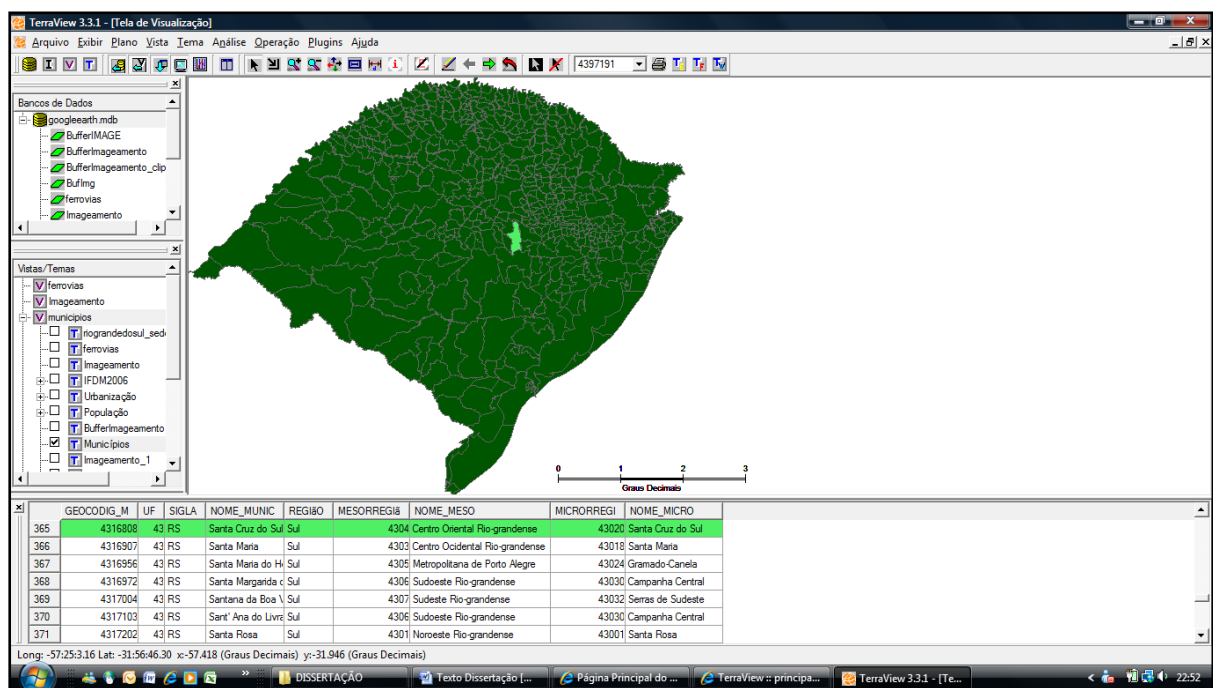 TerraView 3.3.1 - [Tela de Visualização]
Arquivo Exibir Plano Vista Tema Análise Operação Plugins Ajuda
4397191
Bancos de Dados
googleearth.mdb
BufferIMAGE
BufferImageamento
BufferImageamento_clip
BufImg
ferrovias
Imageamento
Vistas/Temas
ferrovias
Imageamento
municipios
riograndedosul_sede
ferrovias
Imageamento
IFDM2006
Urbanização
População
BufferImageamento
Municípios
Imageamento_1
0 1 2 3
Graus Decimais
GEOCODIG_M UF SIGLA NOME_MUNIC REGIÃO MESORREGIÃ NOME_MESO MICRORREGI NOME_MICRO
365 4316808 43 RS Santa Cruz do Sul Sul 4304 Centro Oriental Rio-grandense 43020 Santa Cruz do Sul
366 4316907 43 RS Santa Maria Sul 4303 Centro Ocidental Rio-grandense 43018 Santa Maria
367 4316956 43 RS Santa Maria do He Sul 4305 Metropolitana de Porto Alegre 43024 Gramado-Canela
368 4316972 43 RS Santa Margarida d Sul 4306 Sudoeste Rio-grandense 43030 Campanha Central
369 4317004 43 RS Santana da Boa V Sul 4307 Sudeste Rio-grandense 43032 Serras de Sudeste
370 4317103 43 RS Sant' Ana do Livra Sul 4306 Sudoeste Rio-grandense 43030 Campanha Central
371 4317202 43 RS Santa Rosa Sul 4301 Noroeste Rio-grandense 43001 Santa Rosa
Long: -57:25:3.16 Lat: -31:56:46.30 x:-57.418 (Graus Decimais) y:-31.946 (Graus Decimais)
DISSERTAÇÃO Texto Dissertação [... Página Principal do ... TerraView :: principa... TerraView 3.3.1 - [Te... 22:52